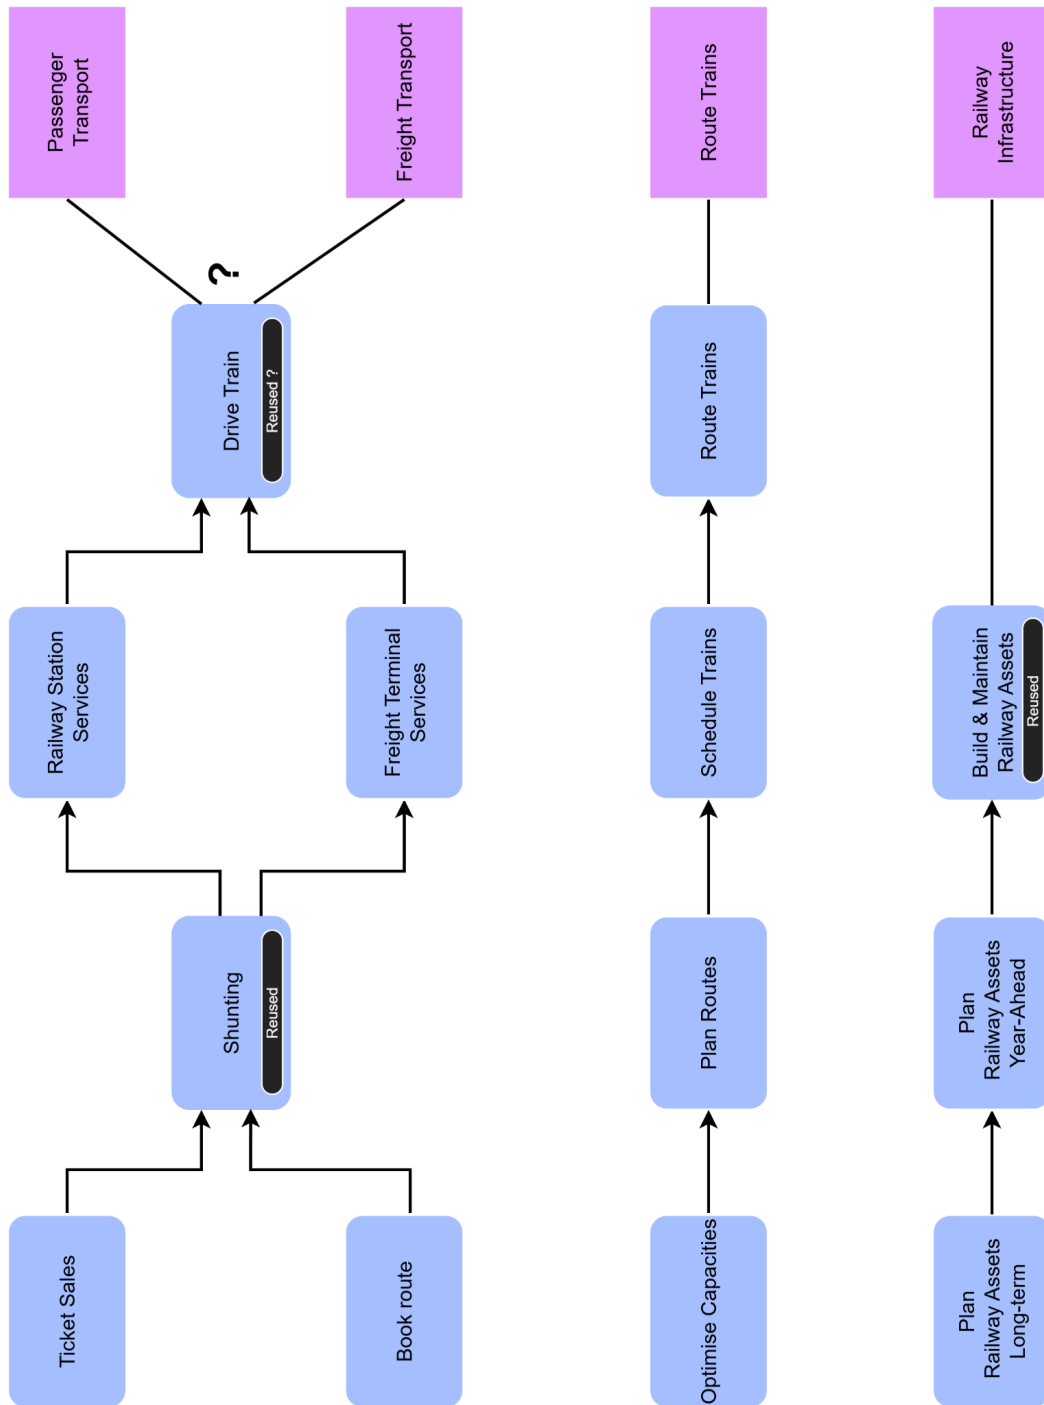 Passenger
Transport
Freight Transport
Route Trains
Railway
Infrastructure
?
Drive Train
Reused ?
Route Trains
Railway Station
Services
Freight Terminal
Services
Schedule Trains
Build & Maintain
Railway Assets
Reused
Shunting
Reused
Plan Routes
Plan
Railway Assets
Year-Ahead
Ticket Sales
Book route
Optimise Capacities
Plan
Railway Assets
Long-term